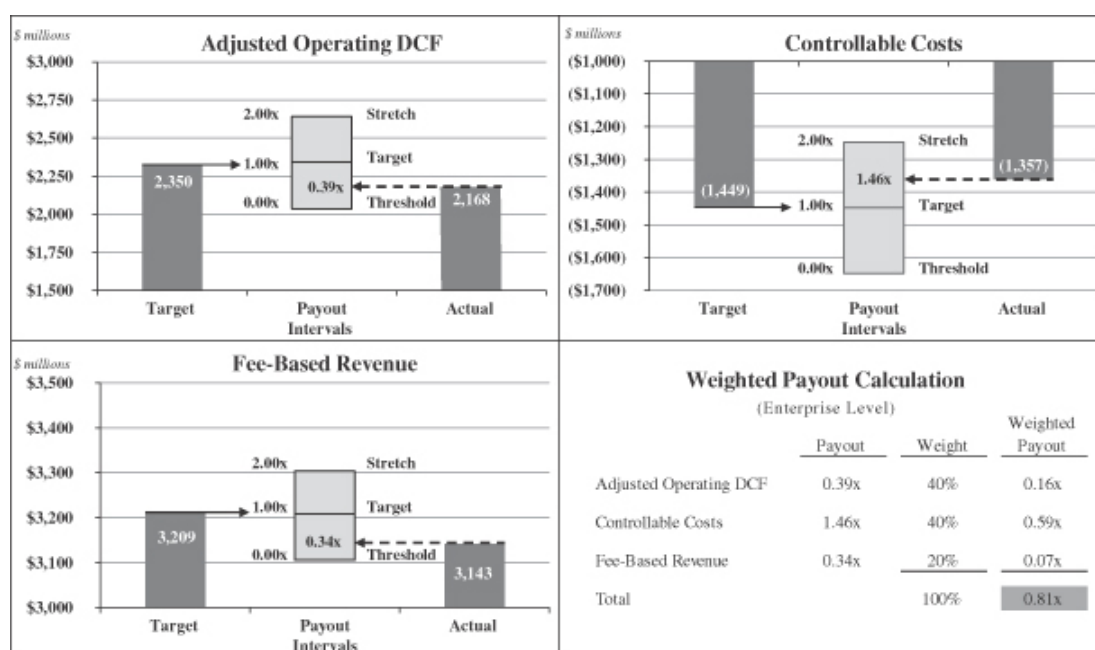 $ millions
Adjusted Operating DCF
$3,000
$2,750
$2,500
$2,250
$2,000
$1,750
$1,500
2.00x Stretch
1.00x Target
0.39x
0.00x Threshold
2,350
2,168
Target Payout Intervals Actual
$ millions
Controllable Costs
($1,000)
($1,100)
($1,200)
($1,300)
($1,400)
($1,500)
($1,600)
($1,700)
2.00x Stretch
1.46x
1.00x Target
0.00x Threshold
(1,449)
(1,357)
Target Payout Intervals Actual
$ millions
Fee-Based Revenue
$3,500
$3,400
$3,300
$3,200
$3,100
$3,000
2.00x Stretch
1.00x Target
0.34x
0.00x Threshold
3,209
3,143
Target Payout Intervals Actual
Weighted Payout Calculation
(Enterprise Level)
Payout Weight Weighted Payout
Adjusted Operating DCF 0.39x 40% 0.16x
Controllable Costs 1.46x 40% 0.59x
Fee-Based Revenue 0.34x 20% 0.07x
Total 100% 0.81x